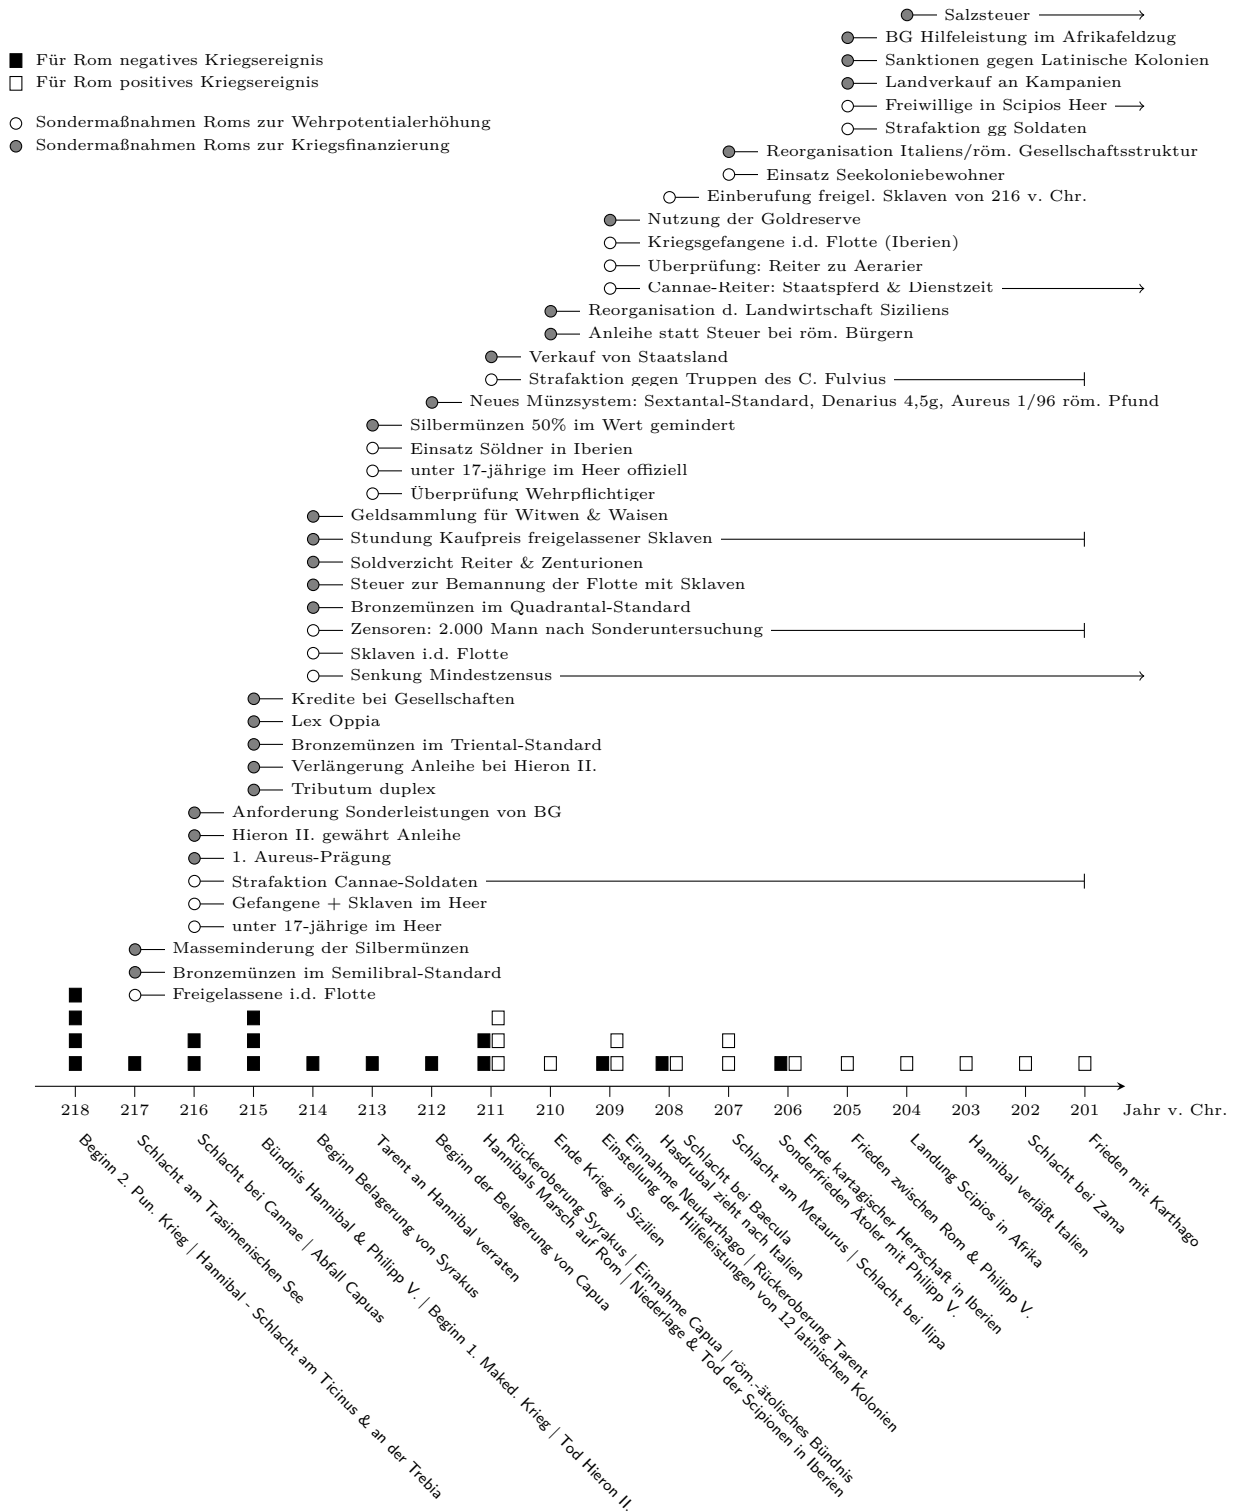 Salzsteuer
BG Hilfeleistung im Afrikafeldzug
Für Rom negatives Kriegsereignis
Sanktionen gegen Latinische Kolonien
Für Rom positives Kriegsereignis
Landverkauf an Kampanien
Freiwillige in Scipios Heer
Sondermaßnahmen Roms zur Wehrpotentialerhöhung
Strafaktion gg Soldaten
Sondermaßnahmen Roms zur Kriegsfinanzierung
Reorganisation Italiens/röm. Gesellschaftsstruktur
Einsatz Seekoloniebewohner
Einberufung freigel. Sklaven von 216 v. Chr.
Nutzung der Goldreserve
Kriegsgefangene i.d. Flotte (Iberien)
Uberprüfung: Reiter zu Aerarier
Cannae-Reiter: Staatspferd & Dienstzeit
Reorganisation d. Landwirtschaft Siziliens
Anleihe statt Steuer bei röm. Bürgern
Verkauf von Staatsland
Strafaktion gegen Truppen des C. Fulvius
Neues Münzsystem: Sextantal-Standard, Denarius 4,5g, Aureus 1/96 röm. Pfund
Silbermünzen 50% im Wert gemindert
Einsatz Söldner in Iberien
unter 17-jährige im Heer offiziell
Überprüfung Wehrpflichtiger
Geldsammlung für Witwen & Waisen
Stundung Kaufpreis freigelassener Sklaven
Soldverzicht Reiter & Zenturionen
Steuer zur Bemannung der Flotte mit Sklaven
Bronzemünzen im Quadrantal-Standard
Zensoren: 2.000 Mann nach Sonderuntersuchung
Sklaven i.d. Flotte
Senkung Mindestzensus
Kredite bei Gesellschaften
Lex Oppia
Bronzemünzen im Triental-Standard
Verlängerung Anleihe bei Hieron II.
Tributum duplex
Anforderung Sonderleistungen von BG
Hieron II. gewährt Anleihe
1. Aureus-Prägung
Strafaktion Cannae-Soldaten
Gefangene + Sklaven im Heer
unter 17-jährige im Heer
Masseminderung der Silbermünzen
Bronzemünzen im Semilibral-Standard
Freigelassene i.d. Flotte
218 217 216 215 214 213 212 211 210 209 208 207 206 205 204 203 202 201 Jahr v. Chr.
Beginn 2. Pun. Krieg | Hannibal - Schlacht am Ticinus & an der Trebia
Schlacht am Trasimenischen See
Schlacht bei Cannae | Abfall Capuas
Bündnis Hannibal & Philipp V. | Beginn 1. Maked. Krieg | Tod Hieron II.
Beginn Belagerung von Syrakus
Tarent an Hannibal verraten
Beginn der Belagerung von Capua
Hannibals Marsch auf Rom | Niederlage & Tod der Scipionen in Iberien
Rückeroberung Syrakus | Einnahme Capua | röm.-ätolisches Bündnis
Ende Krieg in Sizilien
Einstellung der Hilfeleistungen von 12 latinischen Kolonien
Einnahme Neukarthago | Rückeroberung Tarent
Hasdrubal zieht nach Italien
Schlacht bei Baecula
Schlacht am Metaurus | Schlacht bei Ilipa
Sonderfrieden Ätoler mit Philipp V.
Ende kartagischer Herrschaft in Iberien
Frieden zwischen Rom & Philipp V.
Landung Scipios in Afrika
Hannibal verläßt Italien
Schlacht bei Zama
Frieden mit Karthago